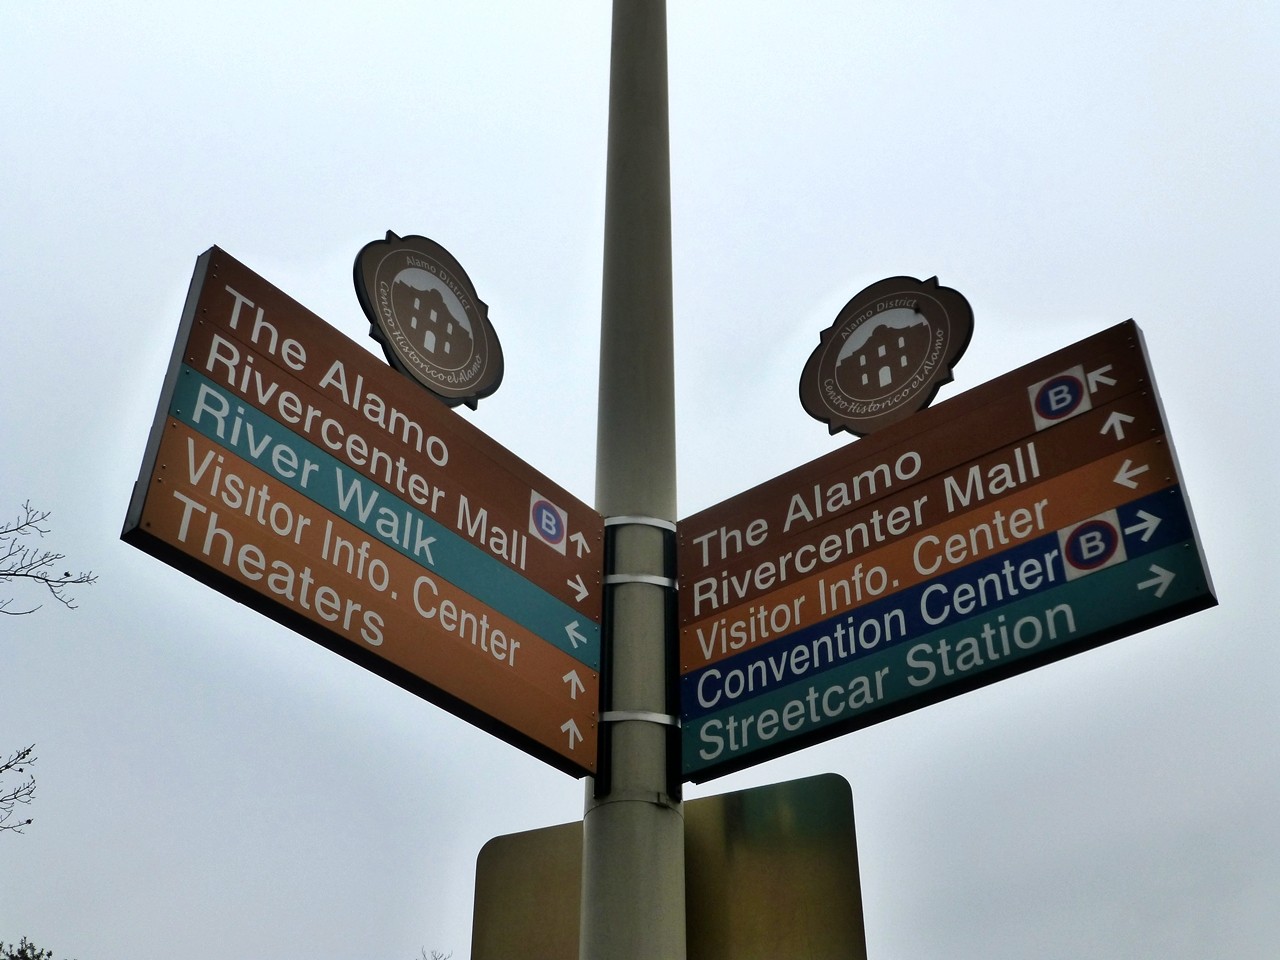 Alamo District
Centro Historico el Alamo
The Alamo B
Rivercenter Mall
River Walk
Visitor Info. Center
Theaters
Alamo District
Centro Historico el Alamo
The Alamo B
Rivercenter Mall
Visitor Info. Center
Convention Center B
Streetcar Station